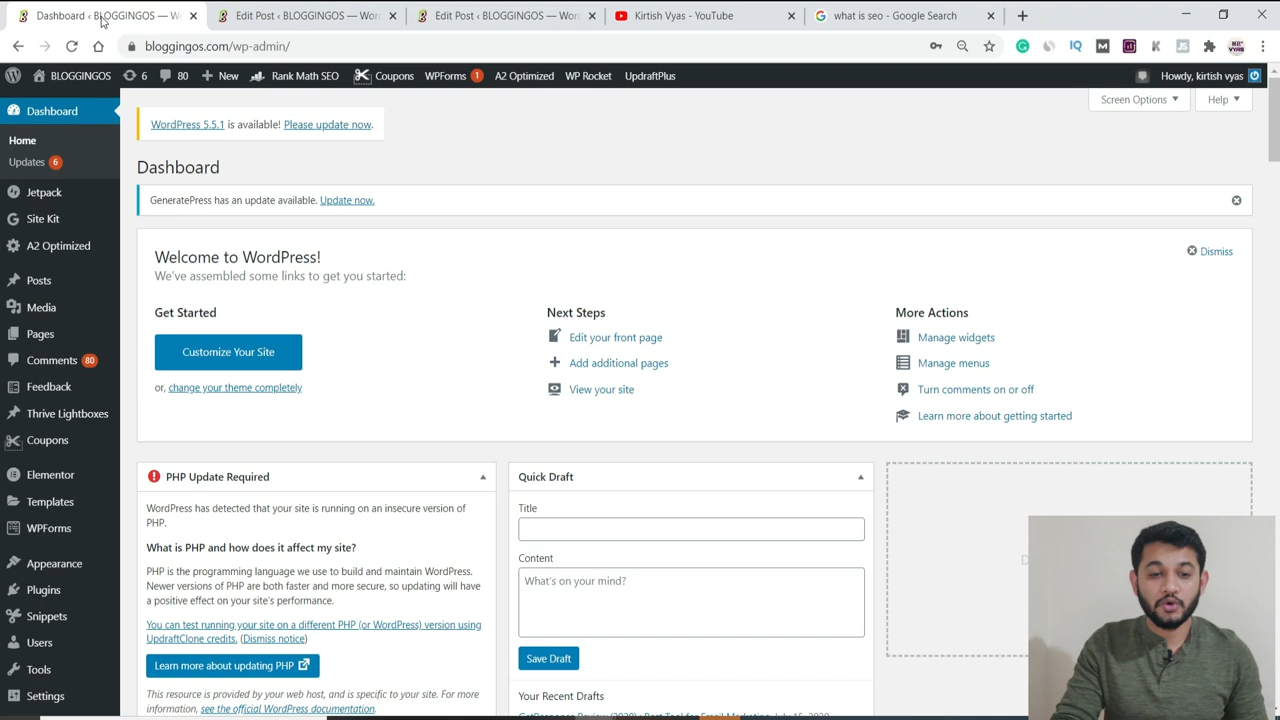 Dashboard ‹ BLOGGINGOS — W
Edit Post ‹ BLOGGINGOS — Wor
Edit Post ‹ BLOGGINGOS — Wor
Kirtish Vyas - YouTube
what is seo - Google Search
bloggingos.com/wp-admin/
BLOGGINGOS
6
80
New
Rank Math SEO
Coupons
WPForms 1
A2 Optimized
WP Rocket
UpdraftPlus
Howdy, kirtish vyas
Dashboard
Home
Updates 6
Jetpack
Site Kit
A2 Optimized
Posts
Media
Pages
Comments 80
Feedback
Thrive Lightboxes
Coupons
Elementor
Templates
WPForms
Appearance
Plugins
Snippets
Users
Tools
Settings
Screen Options
Help
WordPress 5.5.1 is available! Please update now.
Dashboard
GeneratePress has an update available. Update now.
Welcome to WordPress!
We've assembled some links to get you started:
Dismiss
Get Started
Customize Your Site
or, change your theme completely
Next Steps
Edit your front page
Add additional pages
View your site
More Actions
Manage widgets
Manage menus
Turn comments on or off
Learn more about getting started
PHP Update Required
WordPress has detected that your site is running on an insecure version of
PHP.
What is PHP and how does it affect my site?
PHP is the programming language we use to build and maintain WordPress.
Newer versions of PHP are both faster and more secure, so updating will have
a positive effect on your site's performance.
You can test running your site on a different PHP (or WordPress) version using
UpdraftClone credits. (Dismiss notice)
Learn more about updating PHP
This resource is provided by your web host, and is specific to your site. For more
information, see the official WordPress documentation.
Quick Draft
Title
Content
What's on your mind?
Save Draft
Your Recent Drafts
GetResponse Review (2020) : Best Tool for Email Marketing July 15, 2020